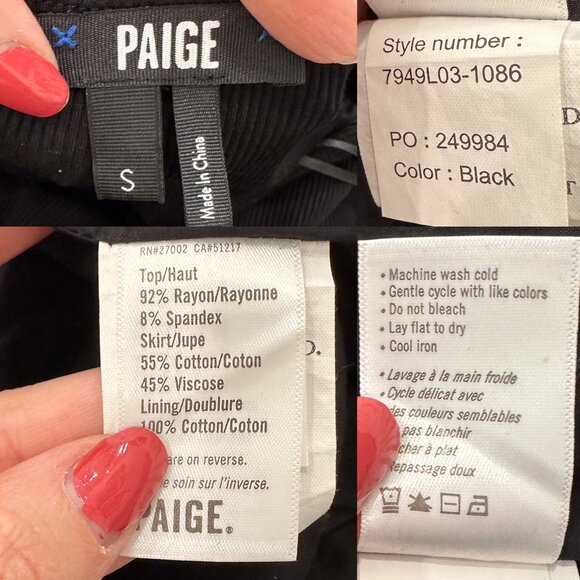 PAIGE
S
Made in China
Style number :
7949L03-1086
PO : 249984
Color : Black
D
RN#27002 CA#51217
Top/Haut
92% Rayon/Rayonne
8% Spandex
Skirt/Jupe
55% Cotton/Coton
45% Viscose
Lining/Doublure
100% Cotton/Coton
are on reverse.
soin sur l'inverse.
PAIGE®
D.
• Machine wash cold
• Gentle cycle with like colors
• Do not bleach
• Lay flat to dry
• Cool iron
• Lavage à la main froide
• Cycle délicat avec
des couleurs semblables
pas blanchir
à plat
repassage doux